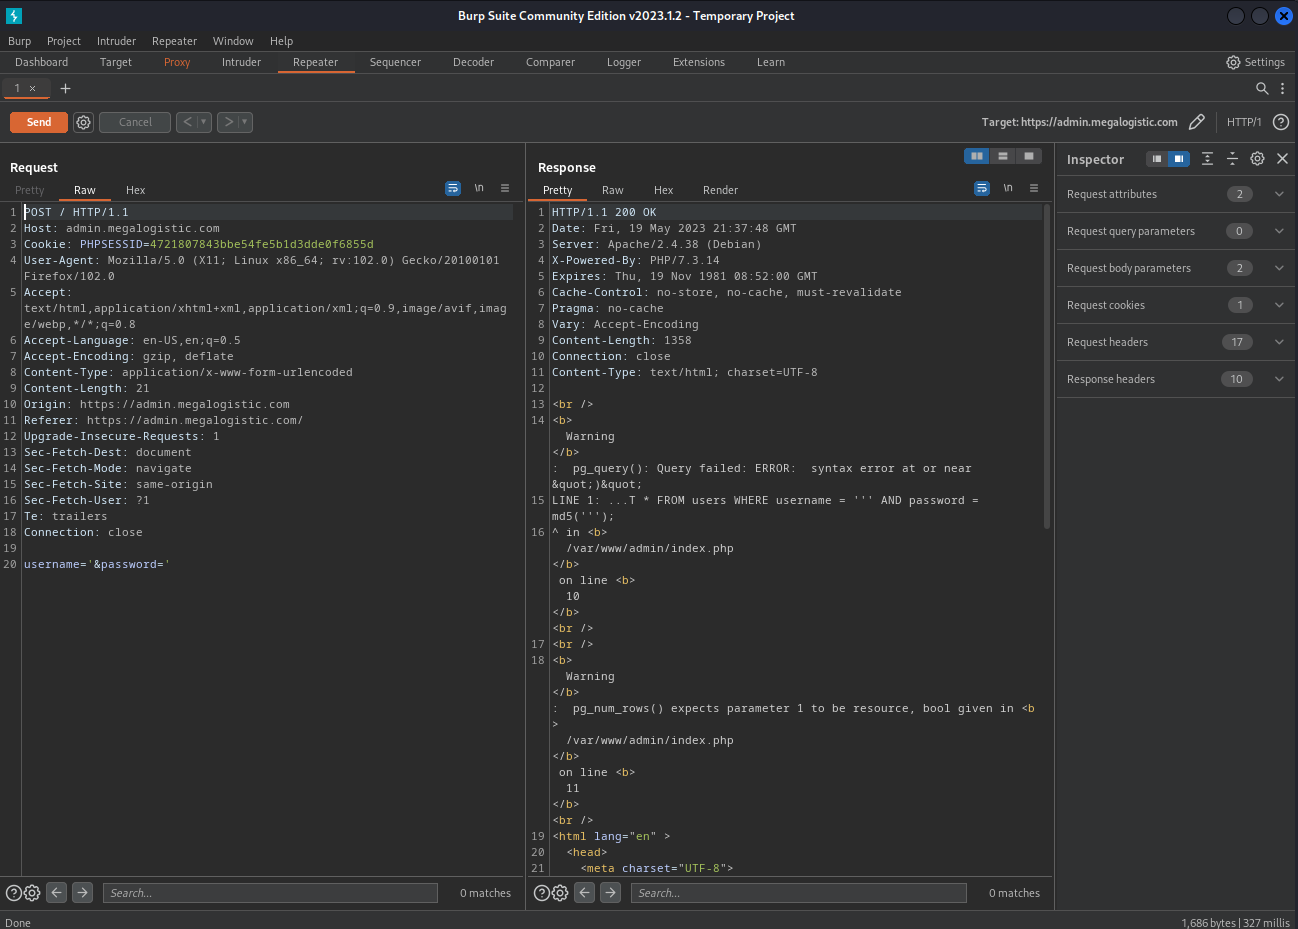 Burp Suite Community Edition v2023.1.2 - Temporary Project
Burp Project Intruder Repeater Window Help
Dashboard Target Proxy Intruder Repeater Sequencer Decoder Comparer Logger Extensions Learn Settings
1 × +
Send Cancel < > Target: https://admin.megalogistic.com HTTP/1 ?
Request
Pretty Raw Hex \n
1 POST / HTTP/1.1
2 Host: admin.megalogistic.com
3 Cookie: PHPSESSID=4721807843bbe54fe5b1d3dde0f6855d
4 User-Agent: Mozilla/5.0 (X11; Linux x86_64; rv:102.0) Gecko/20100101
Firefox/102.0
5 Accept:
text/html,application/xhtml+xml,application/xml;q=0.9,image/avif,imag
e/webp,*/*;q=0.8
6 Accept-Language: en-US,en;q=0.5
7 Accept-Encoding: gzip, deflate
8 Content-Type: application/x-www-form-urlencoded
9 Content-Length: 21
10 Origin: https://admin.megalogistic.com
11 Referer: https://admin.megalogistic.com/
12 Upgrade-Insecure-Requests: 1
13 Sec-Fetch-Dest: document
14 Sec-Fetch-Mode: navigate
15 Sec-Fetch-Site: same-origin
16 Sec-Fetch-User: ?1
17 Te: trailers
18 Connection: close
19
20 username='&password='
Search... 0 matches
Response
Pretty Raw Hex Render \n
1 HTTP/1.1 200 OK
2 Date: Fri, 19 May 2023 21:37:48 GMT
3 Server: Apache/2.4.38 (Debian)
4 X-Powered-By: PHP/7.3.14
5 Expires: Thu, 19 Nov 1981 08:52:00 GMT
6 Cache-Control: no-store, no-cache, must-revalidate
7 Pragma: no-cache
8 Vary: Accept-Encoding
9 Content-Length: 1358
10 Connection: close
11 Content-Type: text/html; charset=UTF-8
12
13 <br />
14 <b>
Warning
</b>
: pg_query(): Query failed: ERROR: syntax error at or near
&quot;)&quot;
15 LINE 1: ...T * FROM users WHERE username = ''' AND password =
md5(''');
16 ^ in <b>
/var/www/admin/index.php
</b>
on line <b>
10
</b>
<br />
17 <br />
18 <b>
Warning
</b>
: pg_num_rows() expects parameter 1 to be resource, bool given in <b
>
/var/www/admin/index.php
</b>
on line <b>
11
</b>
<br />
19 <html lang="en" >
20 <head>
21 <meta charset="UTF-8">
Search... 0 matches
Inspector
Request attributes 2
Request query parameters 0
Request body parameters 2
Request cookies 1
Request headers 17
Response headers 10
Done
1,686 bytes | 327 millis